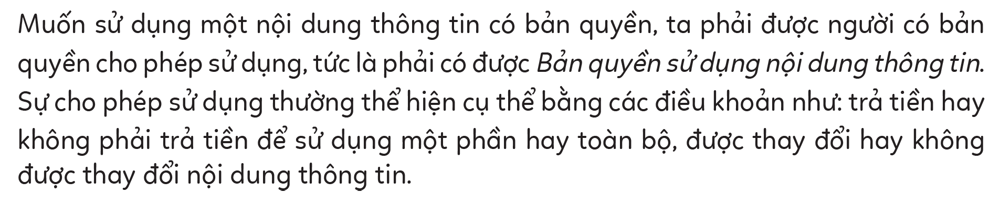 Muốn sử dụng một nội dung thông tin có bản quyền, ta phải được người có bản
quyền cho phép sử dụng, tức là phải có được Bản quyền sử dụng nội dung thông tin.
Sự cho phép sử dụng thường thể hiện cụ thể bằng các điều khoản như: trả tiền hay
không phải trả tiền để sử dụng một phần hay toàn bộ, được thay đổi hay không
được thay đổi nội dung thông tin.